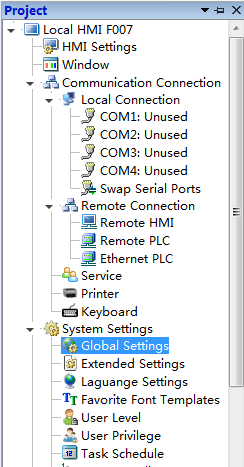 Project
Local HMI F007
HMI Settings
Window
Communication Connection
Local Connection
COM1: Unused
COM2: Unused
COM3: Unused
COM4: Unused
Swap Serial Ports
Remote Connection
Remote HMI
Remote PLC
Ethernet PLC
Service
Printer
Keyboard
System Settings
Global Settings
Extended Settings
Laguange Settings
Favorite Font Templates
User Level
User Privilege
Task Schedule